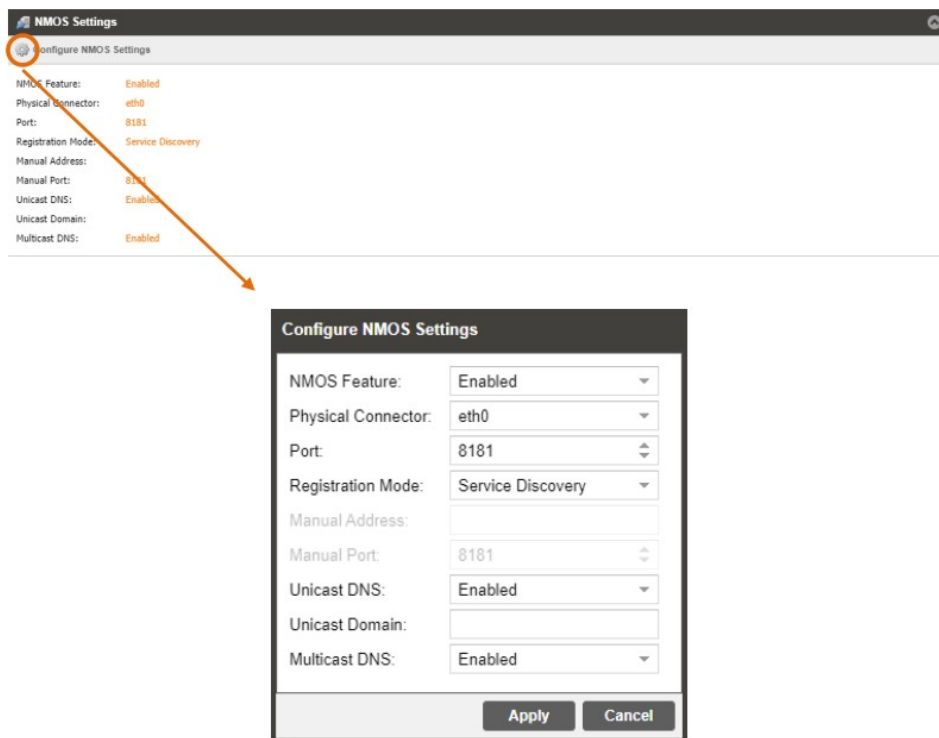 NMOS Settings
Configure NMOS Settings
NMOS Feature: Enabled
Physical Connector: eth0
Port: 8181
Registration Mode: Service Discovery
Manual Address:
Manual Port: 8181
Unicast DNS: Enabled
Unicast Domain:
Multicast DNS: Enabled
Configure NMOS Settings
NMOS Feature: Enabled
Physical Connector: eth0
Port: 8181
Registration Mode: Service Discovery
Manual Address:
Manual Port: 8181
Unicast DNS: Enabled
Unicast Domain:
Multicast DNS: Enabled
Apply Cancel